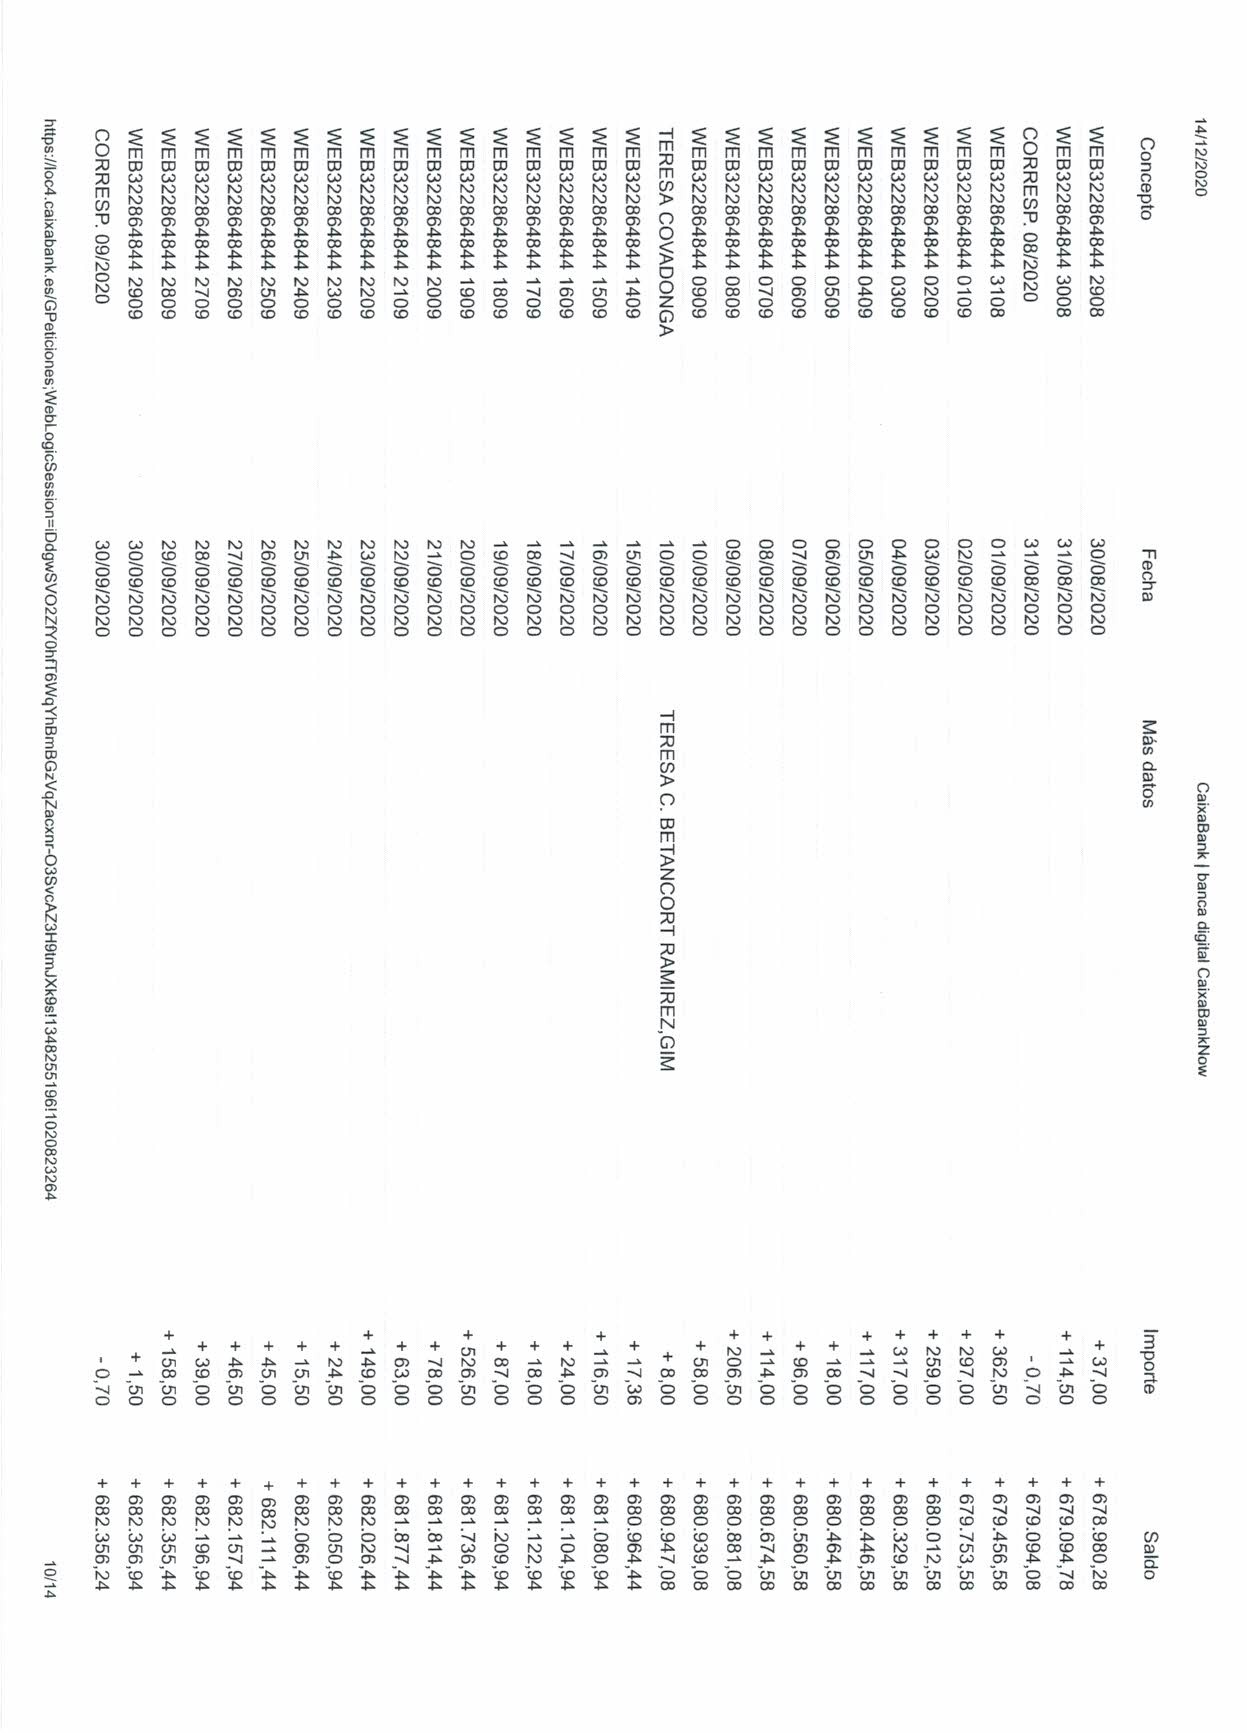 14/12/2020 CaixaBank | banca digital CaixaBankNow
Concepto Fecha Más datos Importe Saldo
WEB322864844 2908 30/08/2020 + 37,00 + 678.980,28
WEB322864844 3008 31/08/2020 + 114,50 + 679.094,78
CORRESP. 08/2020 31/08/2020 - 0,70 + 679.094,08
WEB322864844 3108 01/09/2020 + 362,50 + 679.456,58
WEB322864844 0109 02/09/2020 + 297,00 + 679.753,58
WEB322864844 0209 03/09/2020 + 259,00 + 680.012,58
WEB322864844 0309 04/09/2020 + 317,00 + 680.329,58
WEB322864844 0409 05/09/2020 + 117,00 + 680.446,58
WEB322864844 0509 06/09/2020 + 18,00 + 680.464,58
WEB322864844 0609 07/09/2020 + 96,00 + 680.560,58
WEB322864844 0709 08/09/2020 + 114,00 + 680.674,58
WEB322864844 0809 09/09/2020 + 206,50 + 680.881,08
WEB322864844 0909 10/09/2020 + 58,00 + 680.939,08
TERESA COVADONGA 10/09/2020 TERESA C. BETANCORT RAMIREZ,GIM + 8,00 + 680.947,08
WEB322864844 1409 15/09/2020 + 17,36 + 680.964,44
WEB322864844 1509 16/09/2020 + 116,50 + 681.080,94
WEB322864844 1609 17/09/2020 + 24,00 + 681.104,94
WEB322864844 1709 18/09/2020 + 18,00 + 681.122,94
WEB322864844 1809 19/09/2020 + 87,00 + 681.209,94
WEB322864844 1909 20/09/2020 + 526,50 + 681.736,44
WEB322864844 2009 21/09/2020 + 78,00 + 681.814,44
WEB322864844 2109 22/09/2020 + 63,00 + 681.877,44
WEB322864844 2209 23/09/2020 + 149,00 + 682.026,44
WEB322864844 2309 24/09/2020 + 24,50 + 682.050,94
WEB322864844 2409 25/09/2020 + 15,50 + 682.066,44
WEB322864844 2509 26/09/2020 + 45,00 + 682.111,44
WEB322864844 2609 27/09/2020 + 46,50 + 682.157,94
WEB322864844 2709 28/09/2020 + 39,00 + 682.196,94
WEB322864844 2809 29/09/2020 + 158,50 + 682.355,44
WEB322864844 2909 30/09/2020 + 1,50 + 682.356,94
CORRESP. 09/2020 30/09/2020 - 0,70 + 682.356,24
https://loc4.caixabank.es/GPeticiones;WebLogicSession=iDdgwSVO2ZfY0hfT6WqYhBmBGzVqZacxnr-O3SvcAZ3H9tmJXk9s!1348255196!1020823264 10/14